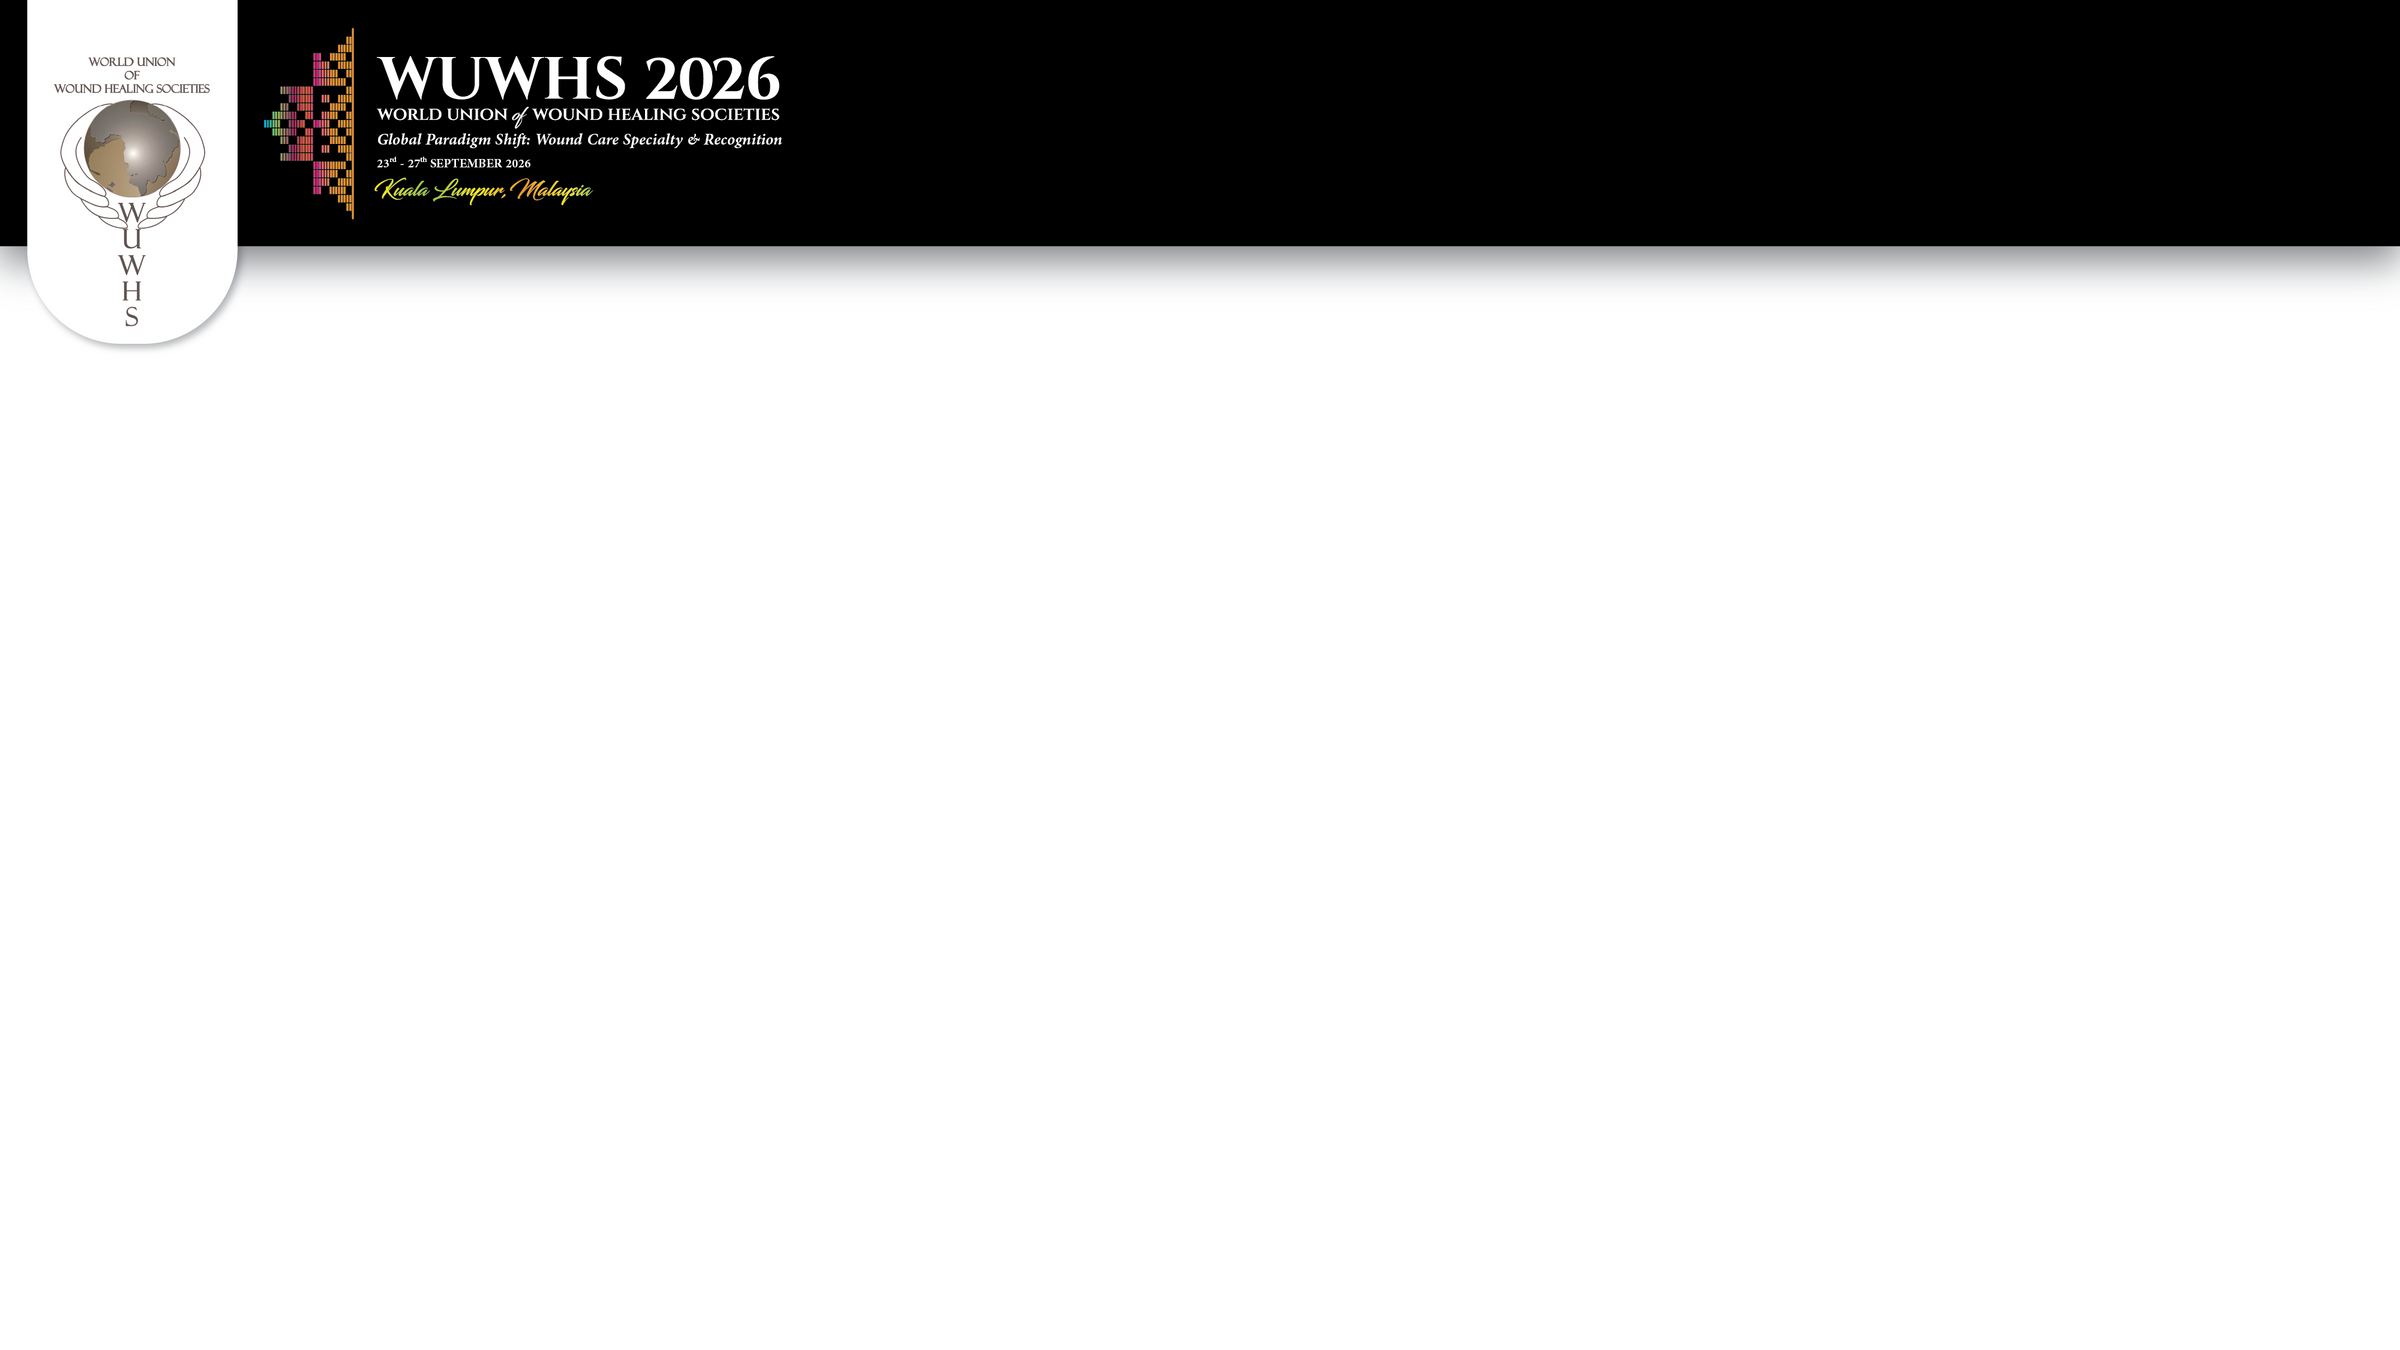 WORLD UNION
OF
WOUND HEALING SOCIETIES
W
U
W
H
S
WUWHS 2026
WORLD UNION of WOUND HEALING SOCIETIES
Global Paradigm Shift: Wound Care Specialty & Recognition
23rd - 27th SEPTEMBER 2026
Kuala Lumpur, Malaysia